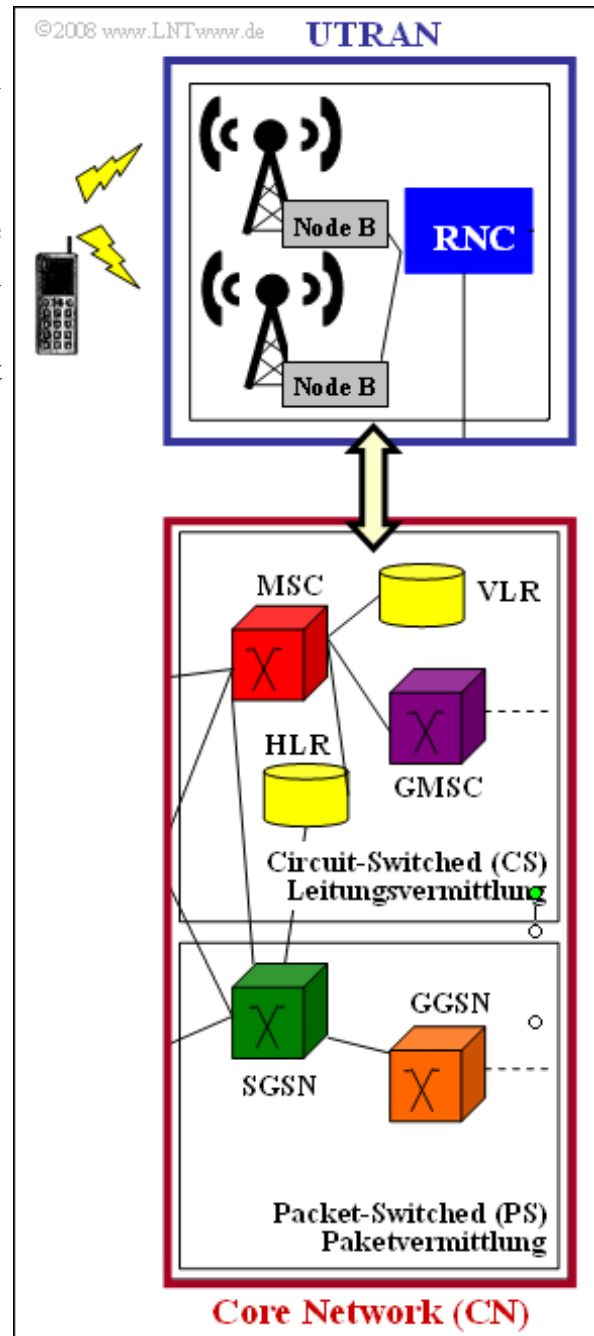 ©2008 www.LNTwww.de
UTRAN
Node B
RNC
Node B
MSC
VLR
HLR
GMSC
Circuit-Switched (CS)
Leitungsvermittlung
GGSN
SGSN
Packet-Switched (PS)
Paketvermittlung
Core Network (CN)